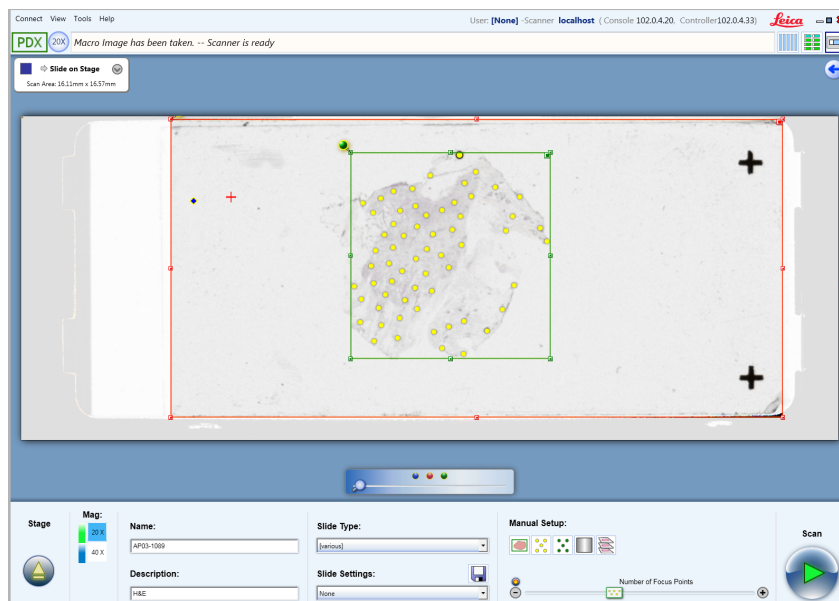 Connect View Tools Help
User: [None] -Scanner localhost ( Console 102.0.4.20, Controller102.0.4.33)
Leica
PDX 20X Macro Image has been taken. -- Scanner is ready
Slide on Stage
Scan Area: 16.11mm x 16.57mm
Stage
Mag:
20 X
40 X
Name:
AP03-1089
Description:
H&E
Slide Type:
[various]
Slide Settings:
None
Manual Setup:
Number of Focus Points
Scan